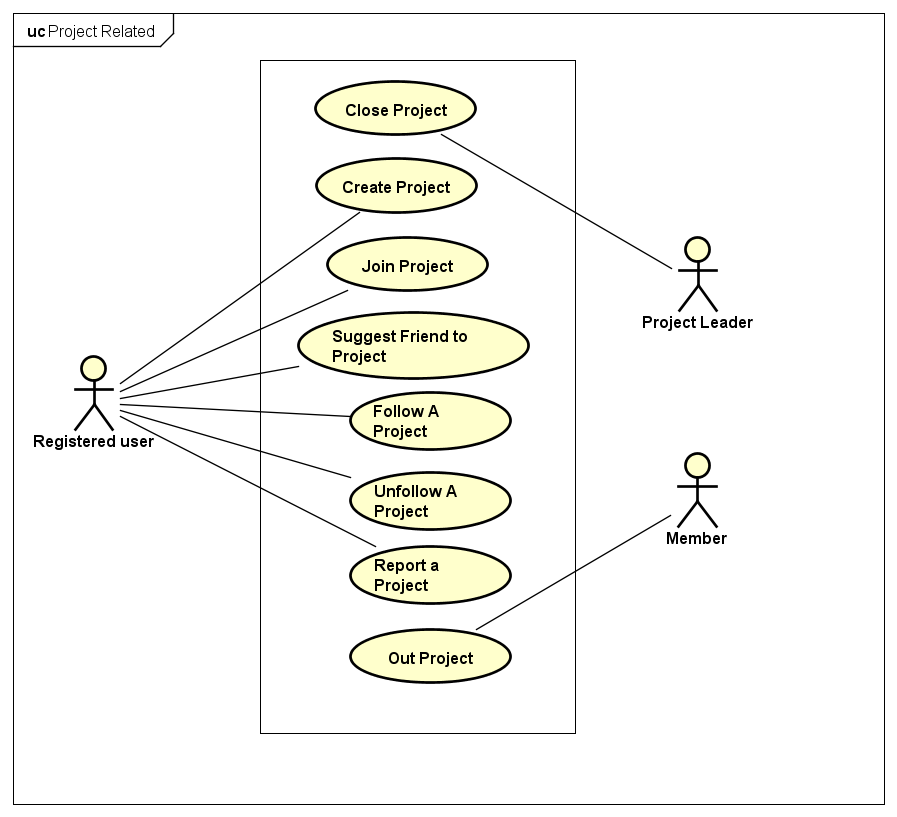 uc Project Related
Close Project
Create Project
Join Project
Suggest Friend to
Project
Follow A
Project
Unfollow A
Project
Report a
Project
Out Project
Registered user
Project Leader
Member